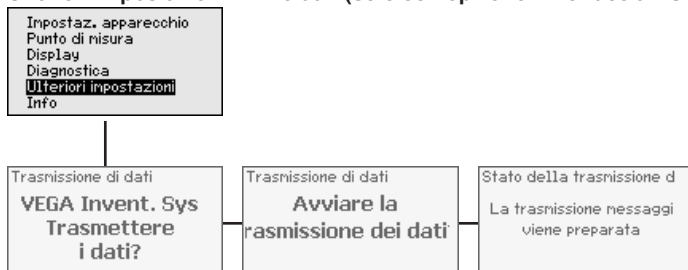 Impostaz. apparecchio
Punto di misura
Display
Diagnostica
Ulteriori impostazioni
Info
Trasmissione di dati
VEGA Invent. Sys
Trasmettere
i dati?
Trasmissione di dati
Avviare la
rasmissione dei dati
Stato della trasmissione d
La trasmissione messaggi
viene preparata